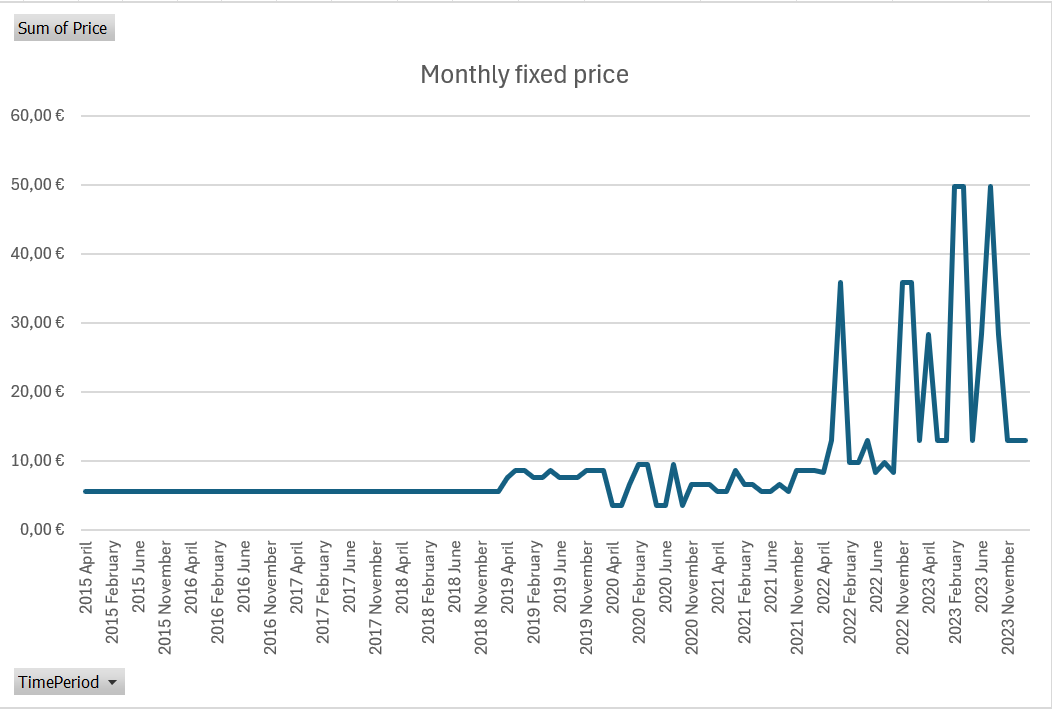 Sum of Price
Monthly fixed price
60,00 €
50,00 €
40,00 €
30,00 €
20,00 €
10,00 €
0,00 €
2015 April
2015 February
2015 June
2015 November
2016 April
2016 February
2016 June
2016 November
2017 April
2017 February
2017 June
2017 November
2018 April
2018 February
2018 June
2018 November
2019 April
2019 February
2019 June
2019 November
2020 April
2020 February
2020 June
2020 November
2021 April
2021 February
2021 June
2021 November
2022 April
2022 February
2022 June
2022 November
2023 April
2023 February
2023 June
2023 November
TimePeriod